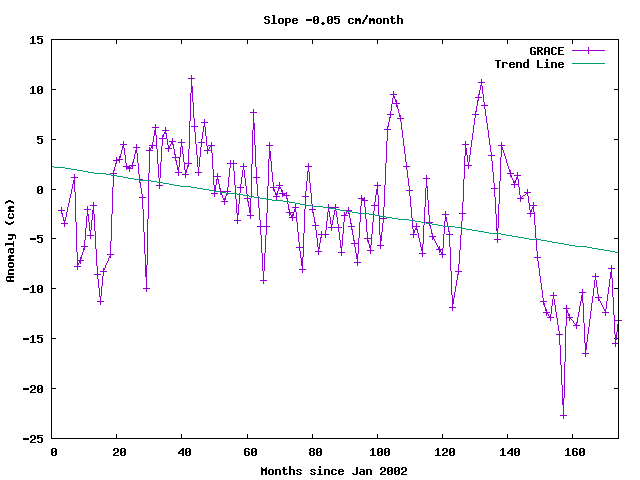 Slope -0.05 cm/month
15
10
5
0
-5
-10
-15
-20
-25
Anomaly (cm)
GRACE
Trend Line
0 20 40 60 80 100 120 140 160
Months since Jan 2002